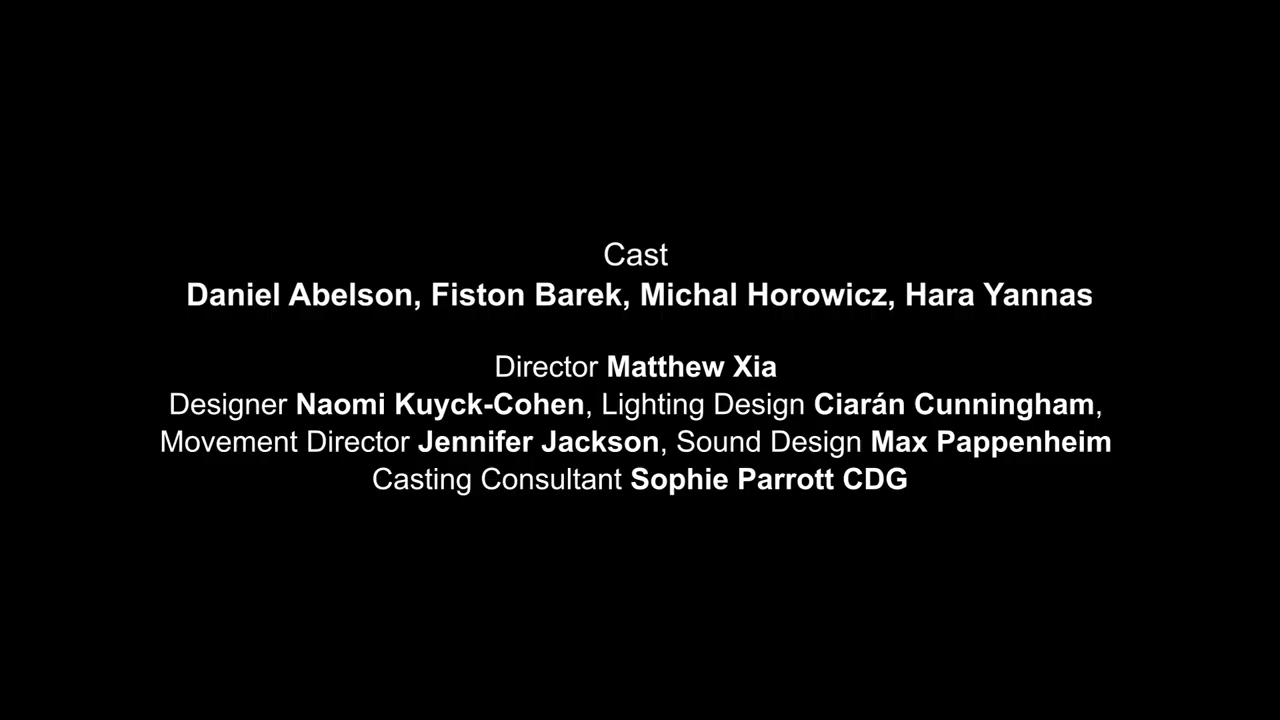 Cast
Daniel Abelson, Fiston Barek, Michal Horowicz, Hara Yannas
Director Matthew Xia
Designer Naomi Kuyck-Cohen, Lighting Design Ciarán Cunningham,
Movement Director Jennifer Jackson, Sound Design Max Pappenheim
Casting Consultant Sophie Parrott CDG